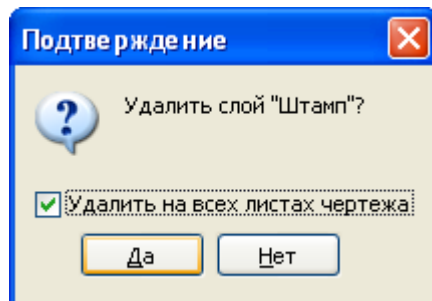 Подтверждение
Удалить слой "Штамп"?
Удалить на всех листах чертежа
Да
Нет